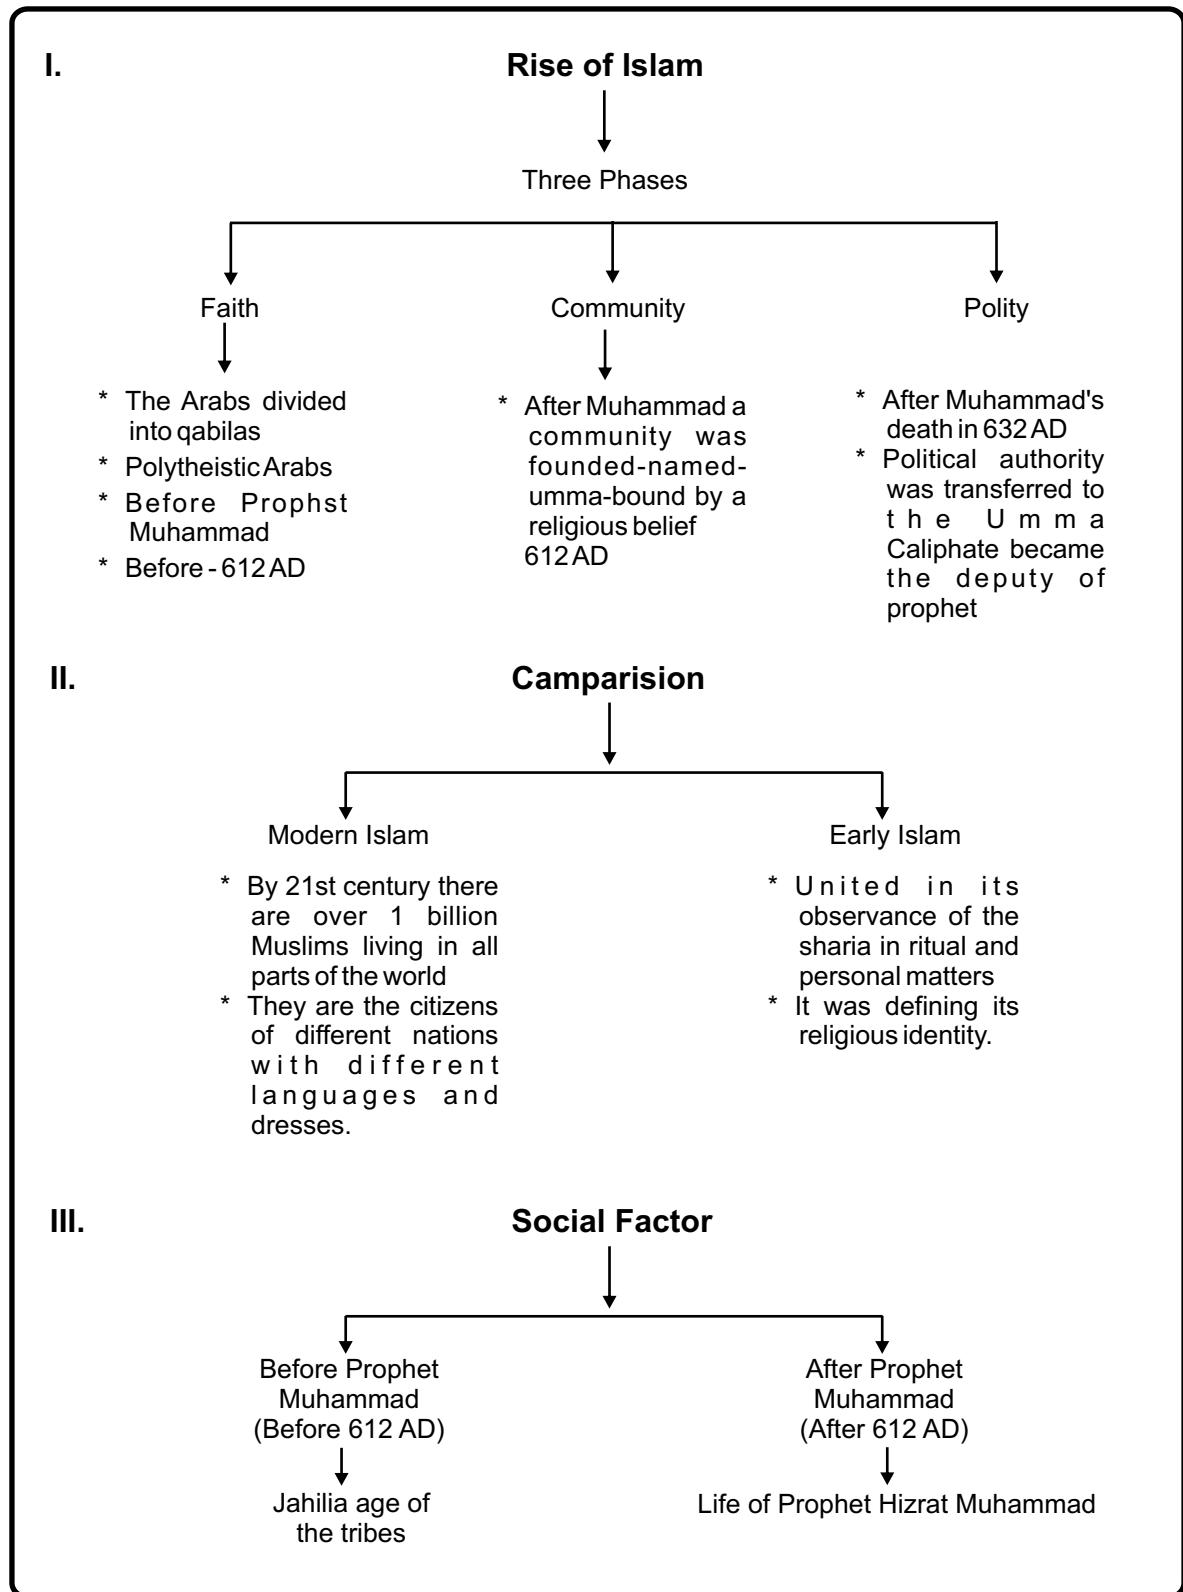 I. Rise of Islam
Three Phases
Faith
* The Arabs divided
into qabilas
* Polytheistic Arabs
* Before Prophst
Muhammad
* Before - 612 AD
Community
* After Muhammad a
community was
founded-named-
umma-bound by a
religious belief
612 AD
Polity
* After Muhammad's
death in 632 AD
* Political authority
was transferred to
the Umma
Caliphate became
the deputy of
prophet
II. Camparision
Modern Islam
* By 21st century there
are over 1 billion
Muslims living in all
parts of the world
* They are the citizens
of different nations
with different
languages and
dresses.
Early Islam
* United in its
observance of the
sharia in ritual and
personal matters
* It was defining its
religious identity.
III. Social Factor
Before Prophet
Muhammad
(Before 612 AD)
Jahilia age of
the tribes
After Prophet
Muhammad
(After 612 AD)
Life of Prophet Hizrat Muhammad